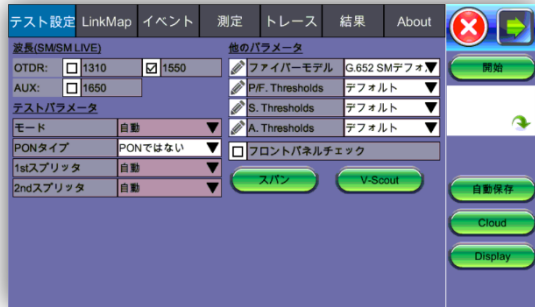 テスト設定 LinkMap イベント 測定 トレース 結果 About
波長(SM/SM LIVE)
OTDR: 1310 1550
AUX: 1650
テストパラメータ
モード 自動
PONタイプ PONではない
1stスプリッタ 自動
2ndスプリッタ 自動
他のパラメータ
ファイバーモデル G.652 SMデフォ
P/F. Thresholds デフォルト
S. Thresholds デフォルト
A. Thresholds デフォルト
フロントパネルチェック
スパン V-Scout
開始
自動保存
Cloud
Display